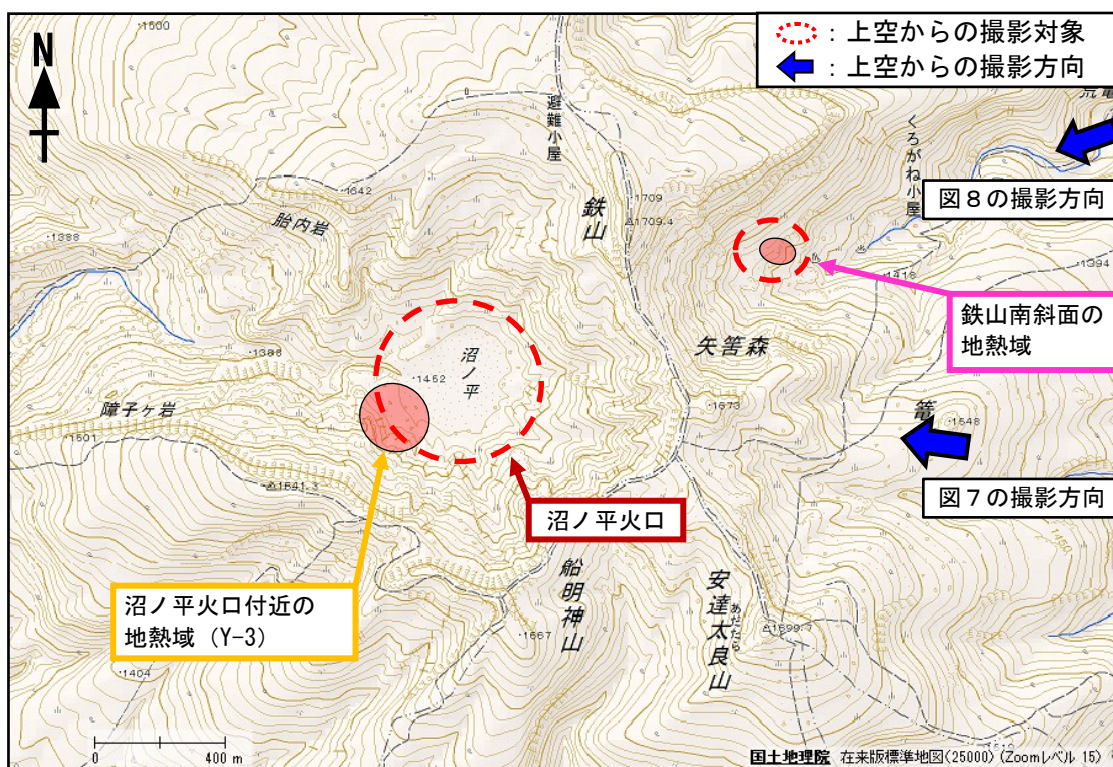 ・1500
：上空からの撮影対象
：上空からの撮影方向
N
避難小屋
くろがね小屋
図８の撮影方向
・1642
胎内岩
・1388
鉄山
・1709
△1709.4
・1418
・1394
鉄山南斜面の
地熱域
矢筈森
・1388
・1452
沼ノ平
・1673
障子ヶ岩
・1501
・1548
△1641.3
図７の撮影方向
沼ノ平火口
・1450
船明神山
安達太良山
あだたら
沼ノ平火口付近の
地熱域（Y-3）
・1667
△1699.7
・1404
0
400 m
国土地理院 在来版標準地図(25000) (Zoomレベル 15)